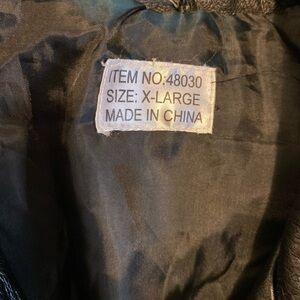 ITEM NO:48030
SIZE: X-LARGE
MADE IN CHINA